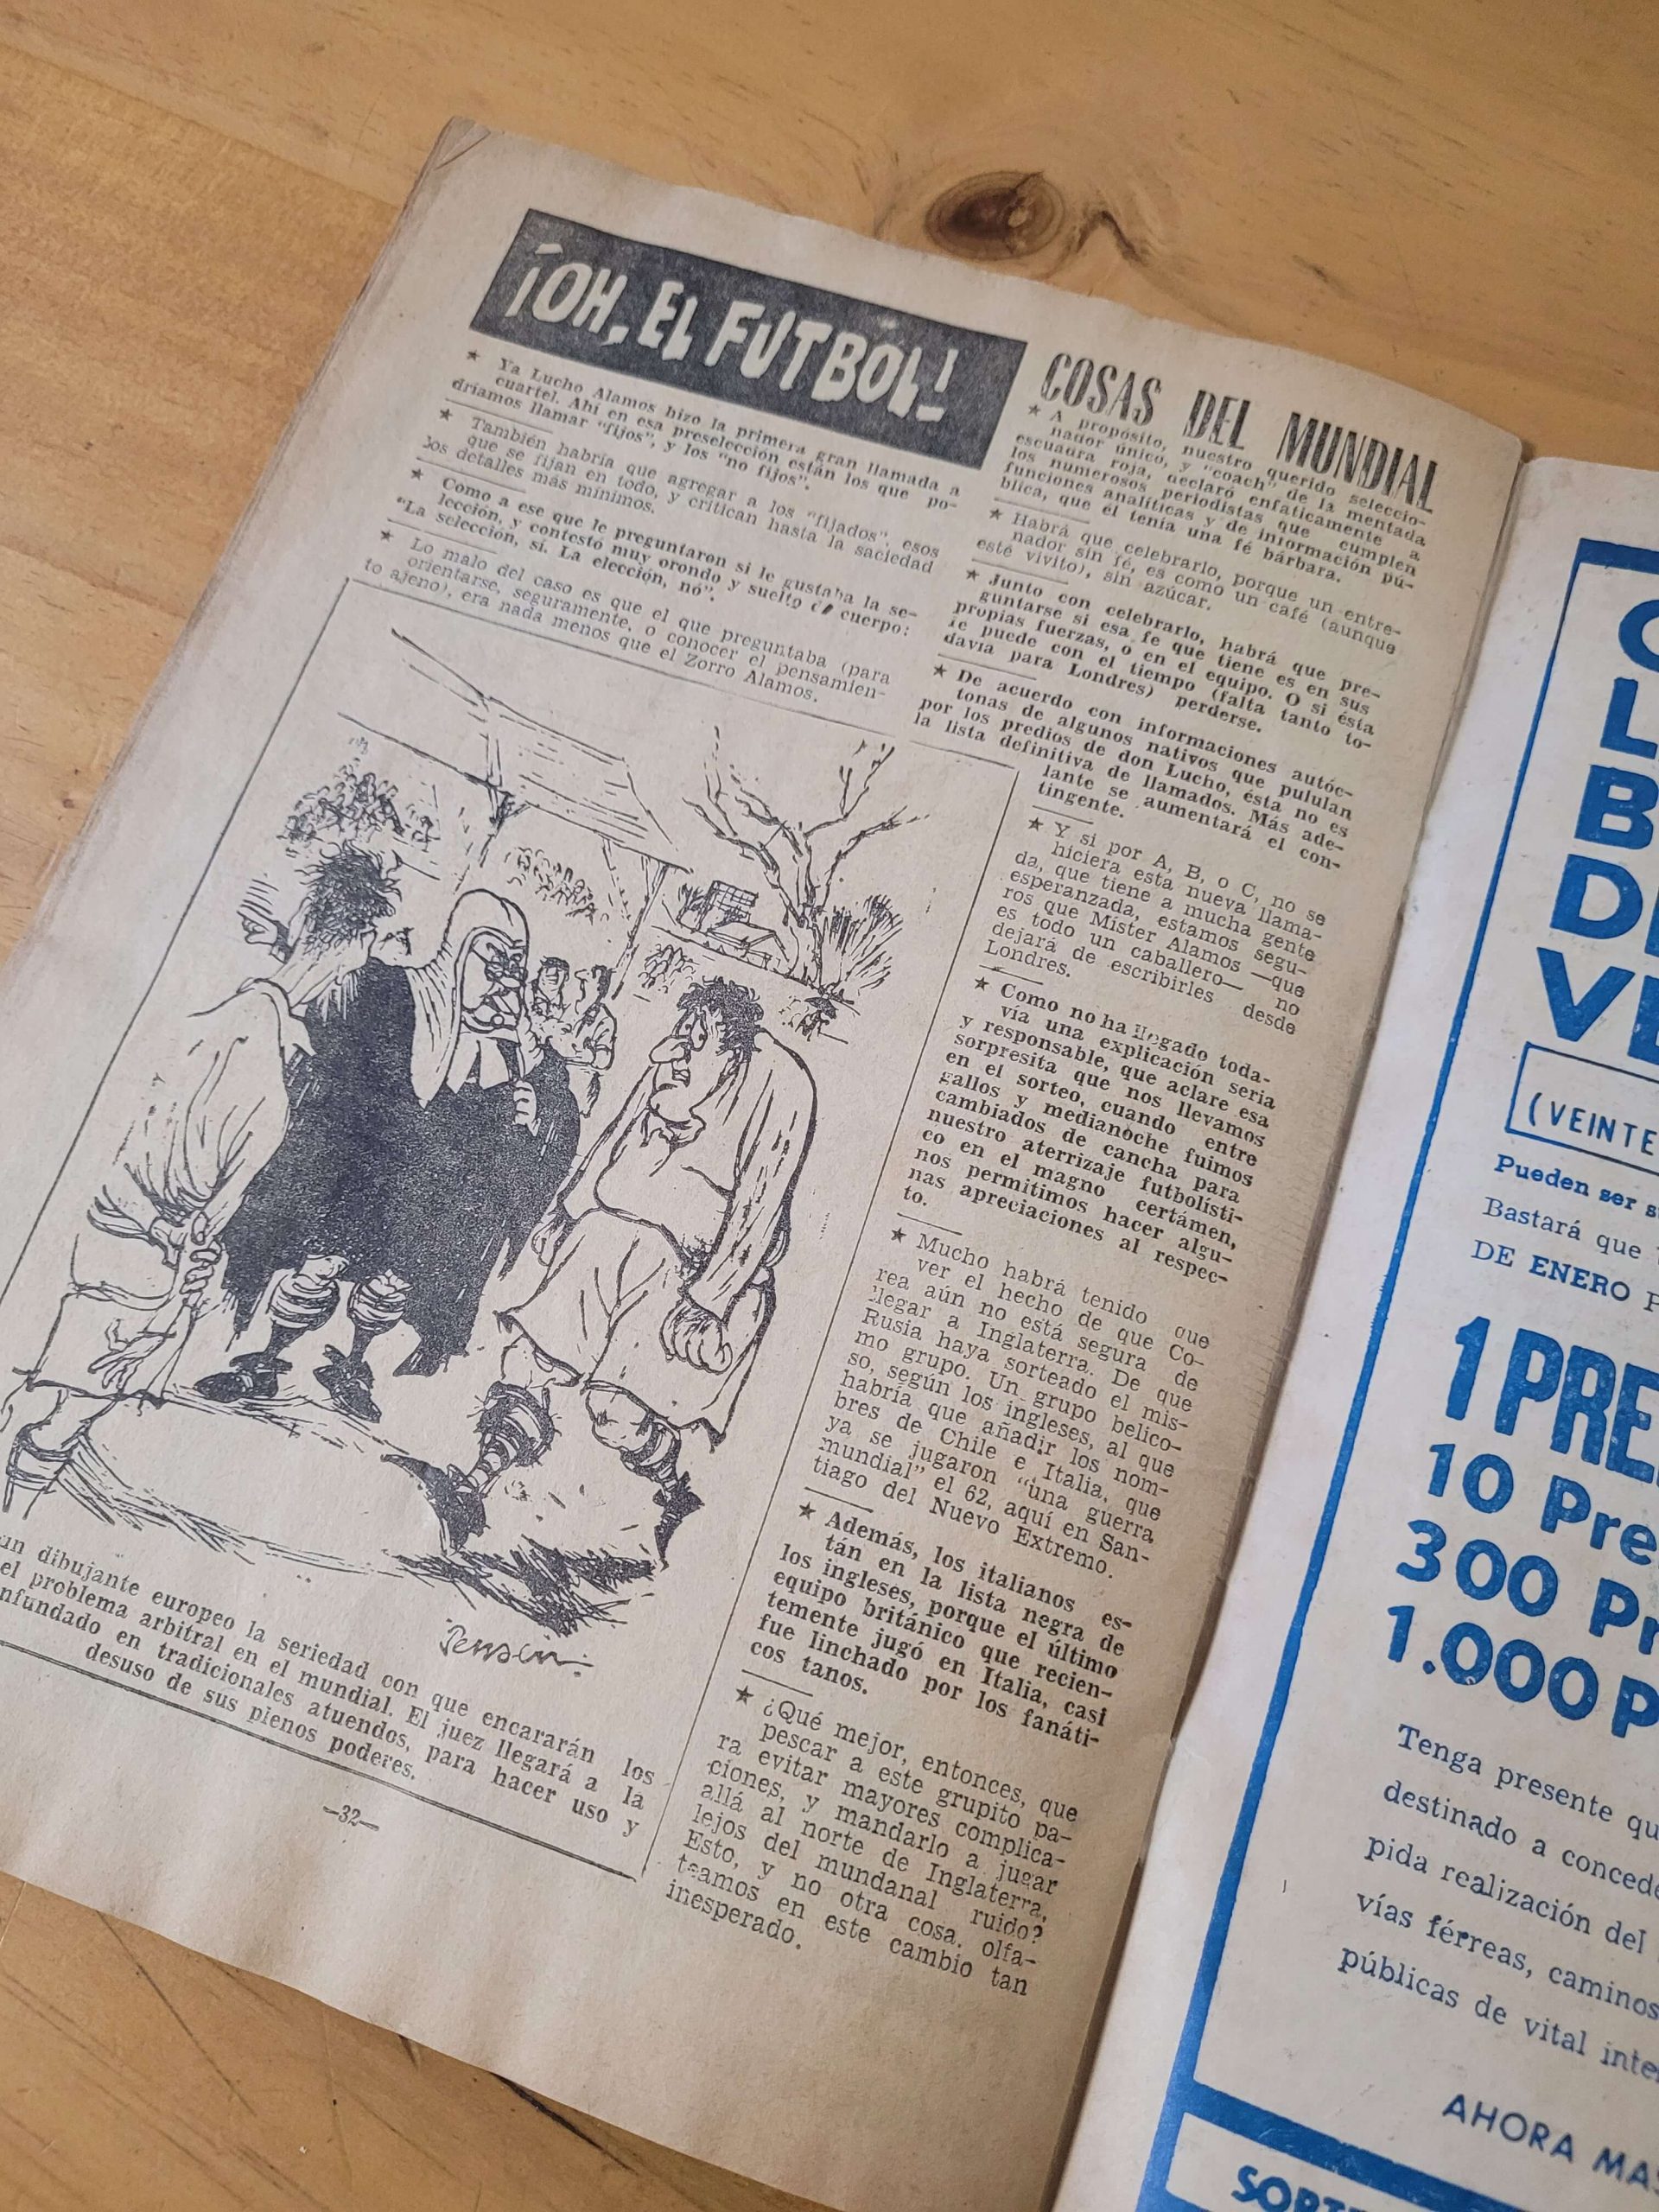 ¡OH, EL FUTBOL!
★ Ya Lucho Alamos hizo la primera gran llamada a
cuartel. Ahí en esa preselección están los que po-
dríamos llamar "fijos", y los "no fijos".
★ También habría que agregar a los "fijados", esos
que se fijan en todo, y critican hasta la saciedad
los detalles más mínimos.
★ Como a ese que le preguntaron si le gustaba la se-
lección, y contestó muy orondo y suelto de cuerpo:
"La selección, sí. La elección, nó".
★ Lo malo del caso es que el que preguntaba (para
orientarse, seguramente, o conocer el pensamien-
to ajeno), era nada menos que el Zorro Alamos.
COSAS DEL MUNDIAL
★ A propósito, nuestro querido seleccio-
nador único, y "coach" de la mentada
escuadra roja, declaró enfáticamente a
los numerosos periodistas que cumplen
funciones analíticas y de información pú-
blica, que él tenía una fé bárbara.
★ Habrá que celebrarlo, porque un entre-
nador sin fé, es como un café (aunque
esté vivito), sin azúcar.
★ Junto con celebrarlo, habrá que pre-
guntarse si esa fe que tiene es en sus
propias fuerzas, o en el equipo. O si ésta
le puede con el tiempo (falta tanto to-
davía para Londres) perderse.
★ De acuerdo con informaciones autóc-
tonas de algunos nativos que pululan
por los predios de don Lucho, ésta no es
la lista definitiva de llamados. Más ade-
lante se aumentará el con-
tingente.
★ Y si por A, B, o C, no se
hiciera esta nueva llama-
da, que tiene a mucha gente
esperanzada, estamos segu-
ros que Míster Alamos —que
es todo un caballero— no
dejará de escribirles desde
Londres.
★ Como no ha llegado toda-
vía una explicación seria
y responsable, que aclare esa
sorpresita que nos llevamos
en el sorteo, cuando entre
gallos y medianoche fuimos
cambiados de cancha para
nuestro aterrizaje futbolísti-
co en el magno certámen,
nos permitimos hacer algu-
nas apreciaciones al respec-
to.
★ Mucho habrá tenido que
ver el hecho de que Co-
rea aún no está segura de
llegar a Inglaterra. De que
Rusia haya sorteado el mis-
mo grupo. Un grupo belico-
so, según los ingleses, al que
habría que añadir los nom-
bres de Chile e Italia, que
ya se jugaron "una guerra
mundial" el 62, aquí en San-
tiago del Nuevo Extremo.
★ Además, los italianos es-
tán en la lista negra de
los ingleses, porque el último
equipo británico que recien-
temente jugó en Italia, casi
fue linchado por los fanáti-
cos tanos.
★ ¿Qué mejor, entonces, que
pescar a este grupito pa-
ra evitar mayores complica-
ciones, y mandarlo a jugar
allá al norte de Inglaterra,
lejos del mundanal ruido?
Esto, y no otra cosa, olfa-
teamos en este cambio tan
inesperado.
un dibujante europeo la seriedad con que encararán los
el problema arbitral en el mundial. El juez llegará a la
nfundado en tradicionales atuendos, para hacer uso y
desuso de sus plenos poderes.
—32—
(VEINTE
Pueden ser s
Bastará que
DE ENERO P
1 PRE
10 Pre
300 Pr
1.000 P
Tenga presente qu
destinado a concede
pida realización del
vías férreas, caminos
públicas de vital inte
AHORA MAS
SORTE